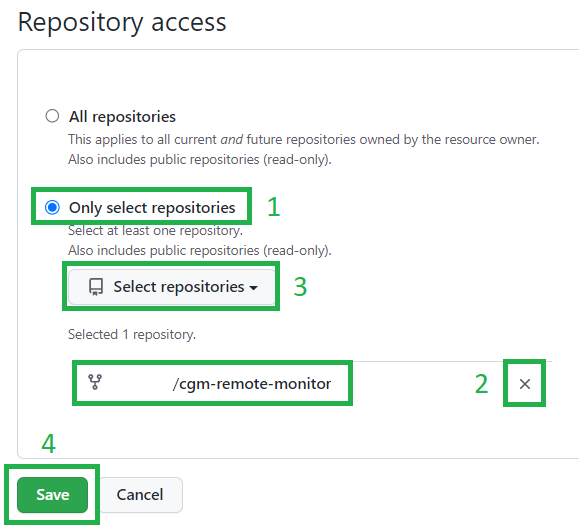 Repository access
All repositories
This applies to all current and future repositories owned by the resource owner.
Also includes public repositories (read-only).
Only select repositories 1
Select at least one repository.
Also includes public repositories (read-only).
Select repositories 3
Selected 1 repository.
/cgm-remote-monitor 2
4
Save Cancel